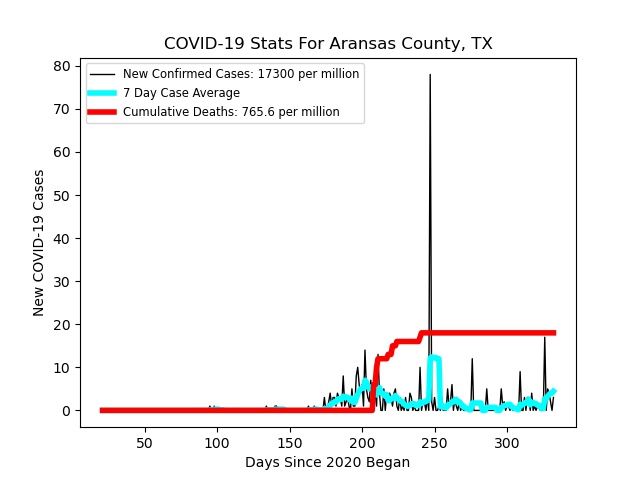 COVID-19 Stats For Aransas County, TX
New Confirmed Cases: 17300 per million
7 Day Case Average
Cumulative Deaths: 765.6 per million
New COVID-19 Cases
80
70
60
50
40
30
20
10
0
50 100 150 200 250 300
Days Since 2020 Began